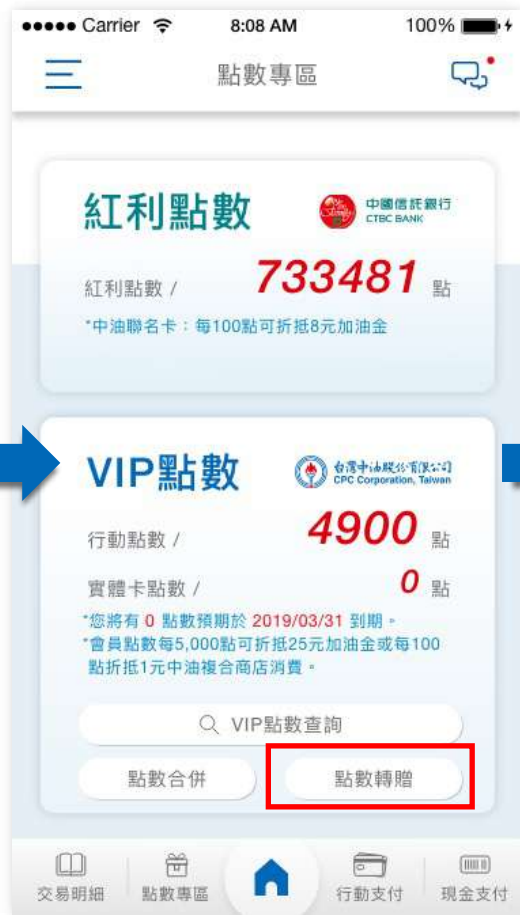 Carrier 8:08 AM 100%
點數專區
紅利點數
中國信託銀行
CTBC BANK
紅利點數 / 733481 點
*中油聯名卡：每100點可折抵8元加油金
VIP點數
台灣中油股份有限公司
CPC Corporation, Taiwan
行動點數 / 4900 點
實體卡點數 / 0 點
*您將有 0 點數預期於 2019/03/31 到期。
*會員點數每5,000點可折抵25元加油金或每100
點折抵1元中油複合商店消費。
VIP點數查詢
點數合併 點數轉贈
交易明細 點數專區 行動支付 現金支付